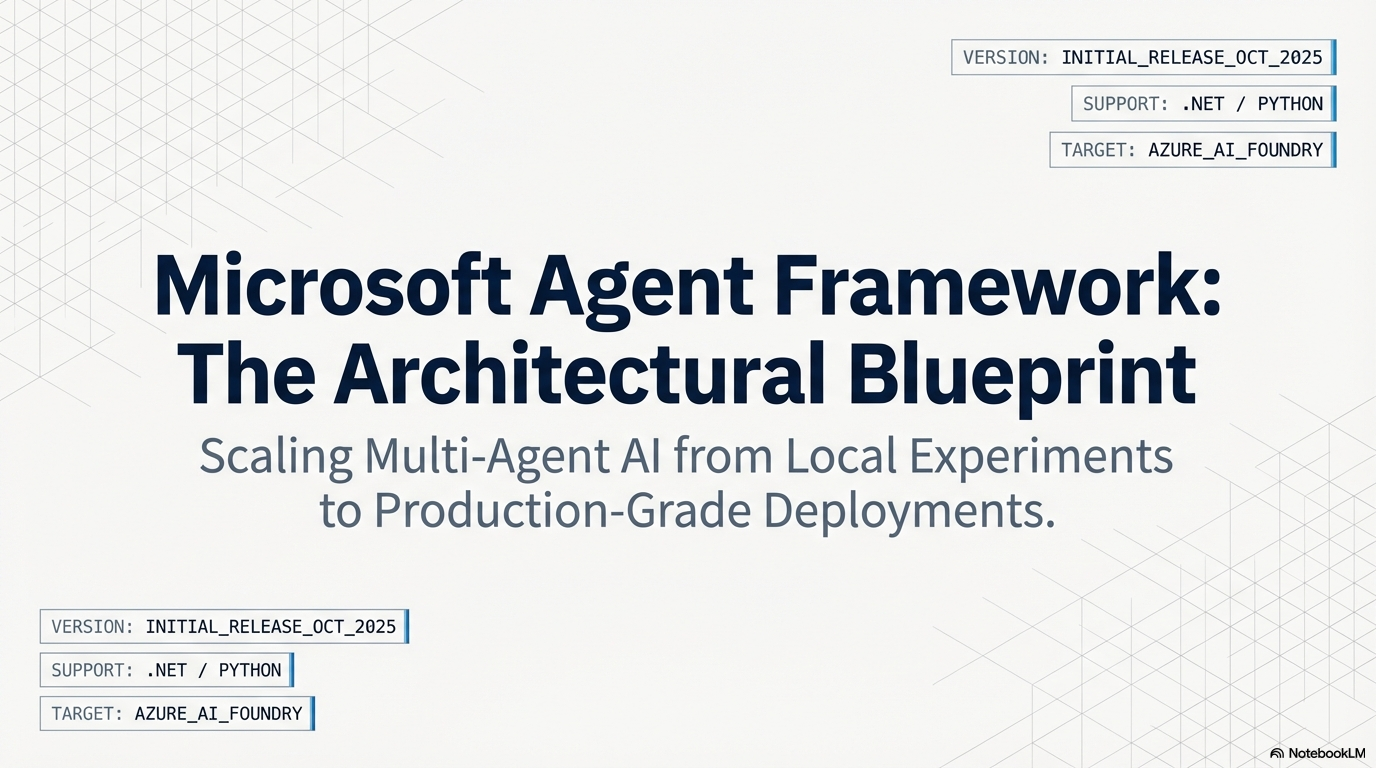 VERSION: INITIAL_RELEASE_OCT_2025
SUPPORT: .NET / PYTHON
TARGET: AZURE_AI_FOUNDRY
Microsoft Agent Framework:
The Architectural Blueprint
Scaling Multi-Agent AI from Local Experiments
to Production-Grade Deployments.
VERSION: INITIAL_RELEASE_OCT_2025
SUPPORT: .NET / PYTHON
TARGET: AZURE_AI_FOUNDRY
NotebookLM